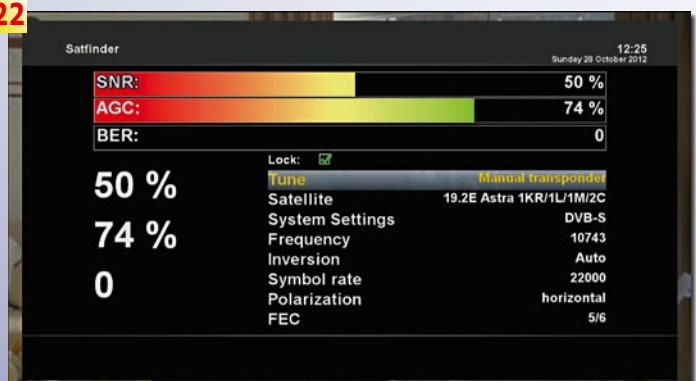 22
Satfinder
12:25
Sunday 28 October 2012
SNR: 50 %
AGC: 74 %
BER: 0
Lock:
50 %
74 %
0
Tune Manual transponder
Satellite 19.2E Astra 1KR/1L/1M/2C
System Settings DVB-S
Frequency 10743
Inversion Auto
Symbol rate 22000
Polarization horizontal
FEC 5/6